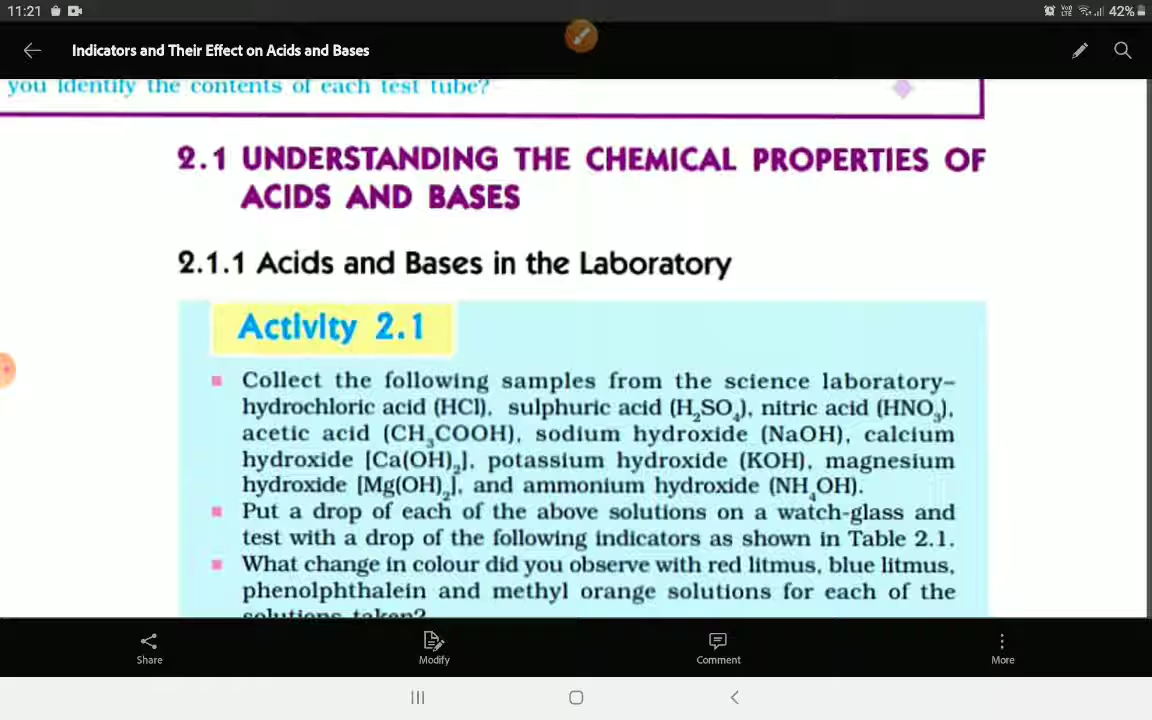 11:21
Vo) LTE 42%
Indicators and Their Effect on Acids and Bases
you identify the contents of each test tube?
2.1 UNDERSTANDING THE CHEMICAL PROPERTIES OF
ACIDS AND BASES
2.1.1 Acids and Bases in the Laboratory
Activity 2.1
Collect the following samples from the science laboratory–
hydrochloric acid (HCl), sulphuric acid (H₂SO₄), nitric acid (HNO₃),
acetic acid (CH₃COOH), sodium hydroxide (NaOH), calcium
hydroxide [Ca(OH)₂], potassium hydroxide (KOH), magnesium
hydroxide [Mg(OH)₂], and ammonium hydroxide (NH₄OH).
Put a drop of each of the above solutions on a watch-glass and
test with a drop of the following indicators as shown in Table 2.1.
What change in colour did you observe with red litmus, blue litmus,
phenolphthalein and methyl orange solutions for each of the
solutions taken?
Share Modify Comment More